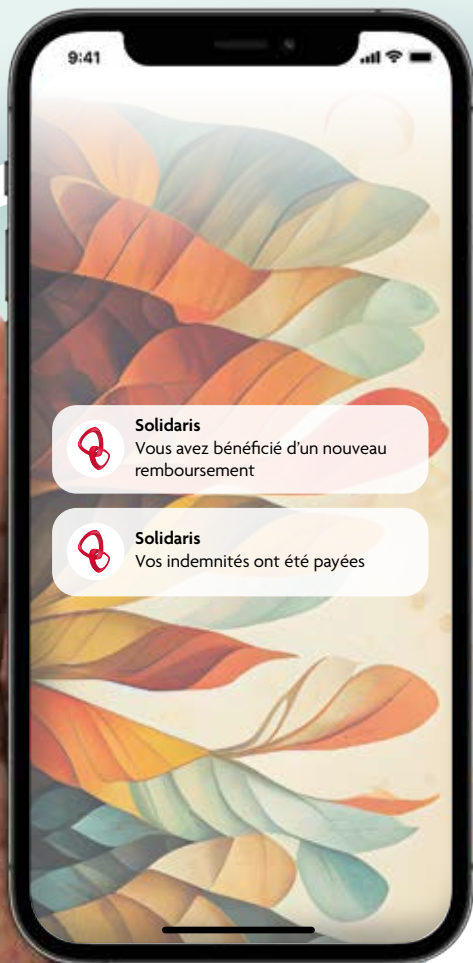 9:41
Solidaris
Vous avez bénéficié d'un nouveau
remboursement
Solidaris
Vos indemnités ont été payées